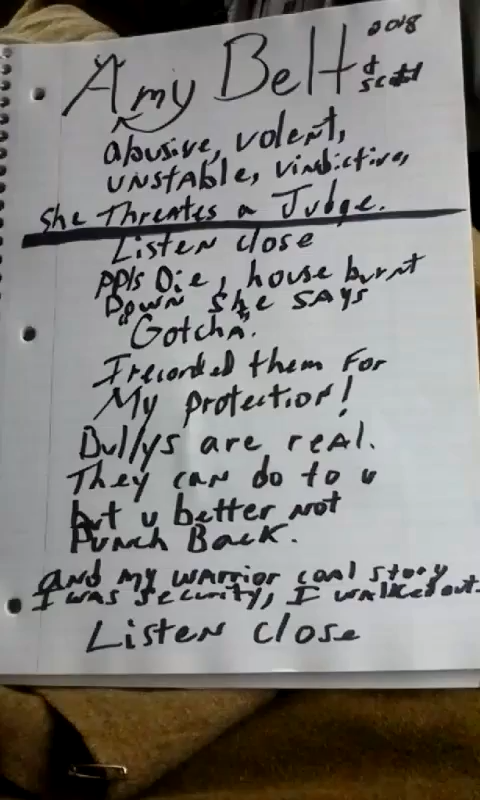 2018
Amy Belt
& scott
abusive, volent,
unstable, vindictive,
she Threates a Judge.
Listen close
ppls Die, house burnt
Down she says
"Gotcha".
I recorded them For
My protection!
Bullys are real.
They can do to u
but u better not
Punch Back.
and my warrior coal story
I was security, I walked out.
Listen close